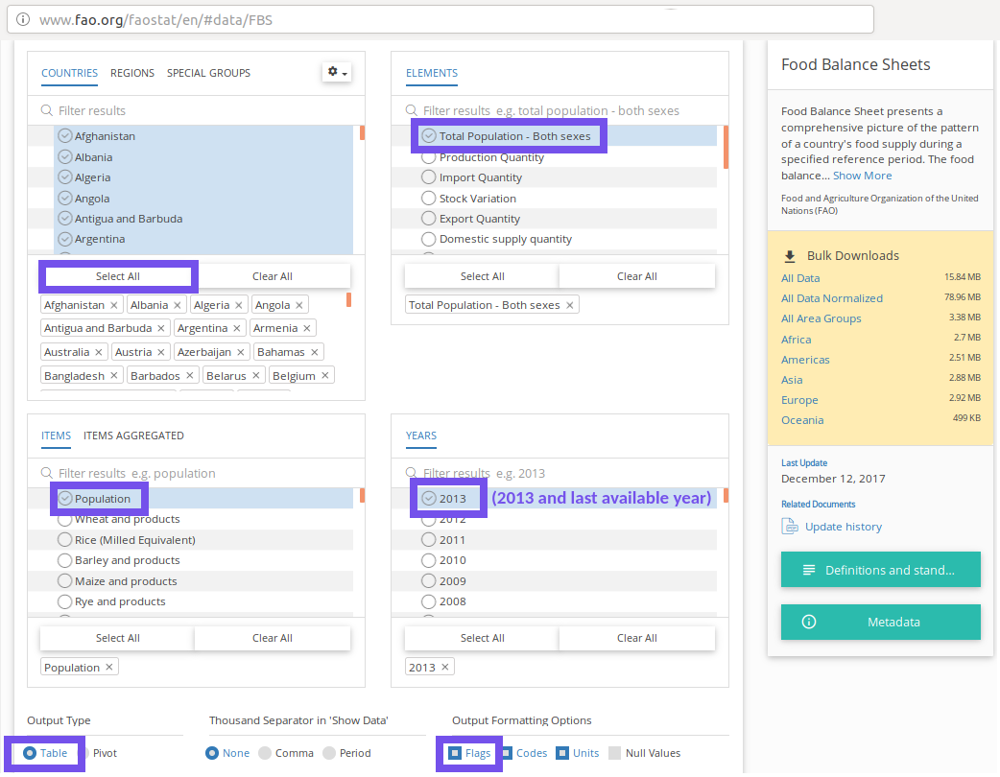 www.fao.org/faostat/en/#data/FBS
COUNTRIES REGIONS SPECIAL GROUPS
Filter results
Afghanistan
Albania
Algeria
Angola
Antigua and Barbuda
Argentina
Select All Clear All
Afghanistan × Albania × Algeria × Angola ×
Antigua and Barbuda × Argentina × Armenia ×
Australia × Austria × Azerbaijan × Bahamas ×
Bangladesh × Barbados × Belarus × Belgium ×
ELEMENTS
Filter results e.g. total population - both sexes
Total Population - Both sexes
Production Quantity
Import Quantity
Stock Variation
Export Quantity
Domestic supply quantity
Select All Clear All
Total Population - Both sexes ×
ITEMS ITEMS AGGREGATED
Filter results e.g. population
Population
Wheat and products
Rice (Milled Equivalent)
Barley and products
Maize and products
Rye and products
Select All Clear All
Population ×
YEARS
Filter results e.g. 2013
2013 (2013 and last available year)
2012
2011
2010
2009
2008
Select All Clear All
2013 ×
Output Type
Table Pivot
Thousand Separator in 'Show Data'
None Comma Period
Output Formatting Options
Flags Codes Units Null Values
Food Balance Sheets
Food Balance Sheet presents a
comprehensive picture of the pattern
of a country's food supply during a
specified reference period. The food
balance... Show More
Food and Agriculture Organization of the United
Nations (FAO)
Bulk Downloads
All Data 15.84 MB
All Data Normalized 78.96 MB
All Area Groups 3.38 MB
Africa 2.7 MB
Americas 2.51 MB
Asia 2.88 MB
Europe 2.92 MB
Oceania 499 KB
Last Update
December 12, 2017
Related Documents
Update history
Definitions and stand...
Metadata